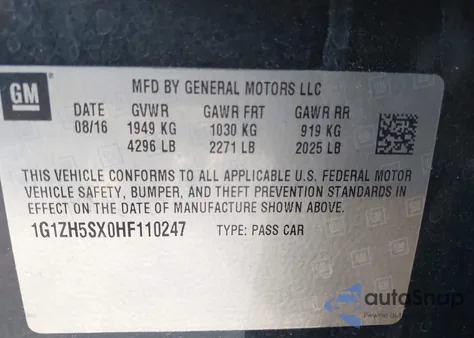 GM
MFD BY GENERAL MOTORS LLC
DATE GVWR GAWR FRT GAWR RR
08/16 1949 KG 1030 KG 919 KG
4296 LB 2271 LB 2025 LB
THIS VEHICLE CONFORMS TO ALL APPLICABLE U.S. FEDERAL MOTOR
VEHICLE SAFETY, BUMPER, AND THEFT PREVENTION STANDARDS IN
EFFECT ON THE DATE OF MANUFACTURE SHOWN ABOVE.
1G1ZH5SX0HF110247 TYPE: PASS CAR
autoSnap